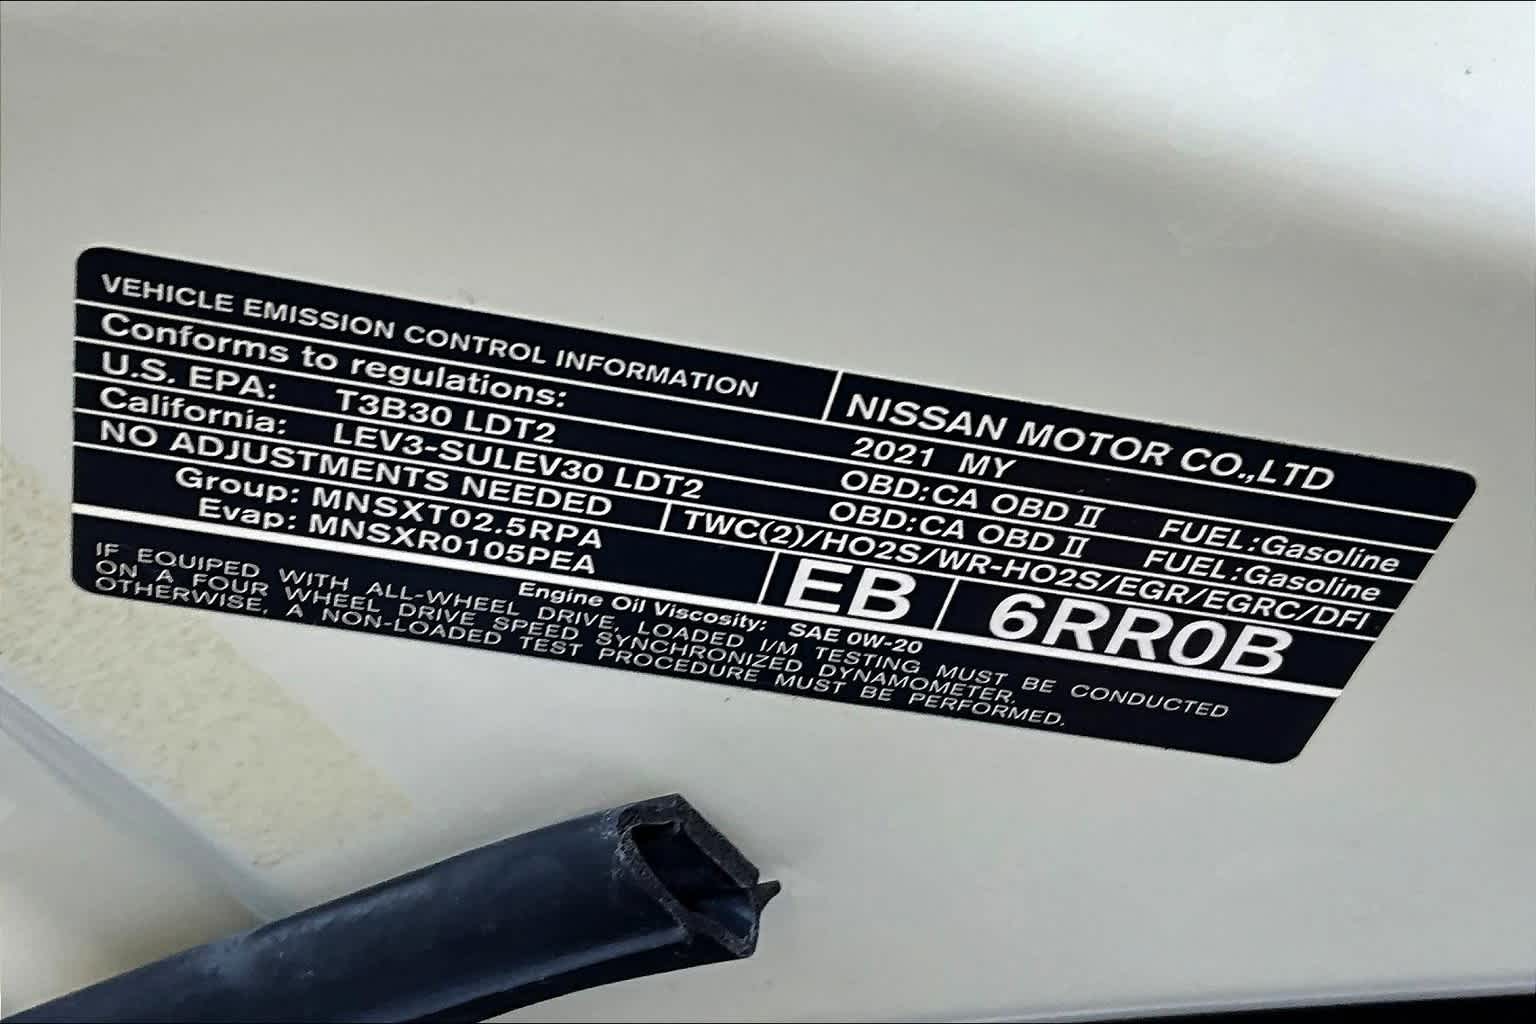 VEHICLE EMISSION CONTROL INFORMATION
NISSAN MOTOR CO.,LTD
Conforms to regulations:
2021 MY
U.S. EPA: T3B30 LDT2 OBD:CA OBD II FUEL:Gasoline
California: LEV3-SULEV30 LDT2 OBD:CA OBD II FUEL:Gasoline
NO ADJUSTMENTS NEEDED
TWC(2)/HO2S/WR-HO2S/EGR/EGRC/DFI
Group: MNSXT02.5RPA
Evap: MNSXR0105PEA
EB 6RR0B
Engine Oil Viscosity: SAE 0W-20
IF EQUIPPED WITH ALL-WHEEL DRIVE, LOADED I/M TESTING MUST BE CONDUCTED
ON A FOUR WHEEL DRIVE SPEED SYNCHRONIZED DYNAMOMETER.
OTHERWISE, A NON-LOADED TEST PROCEDURE MUST BE PERFORMED.